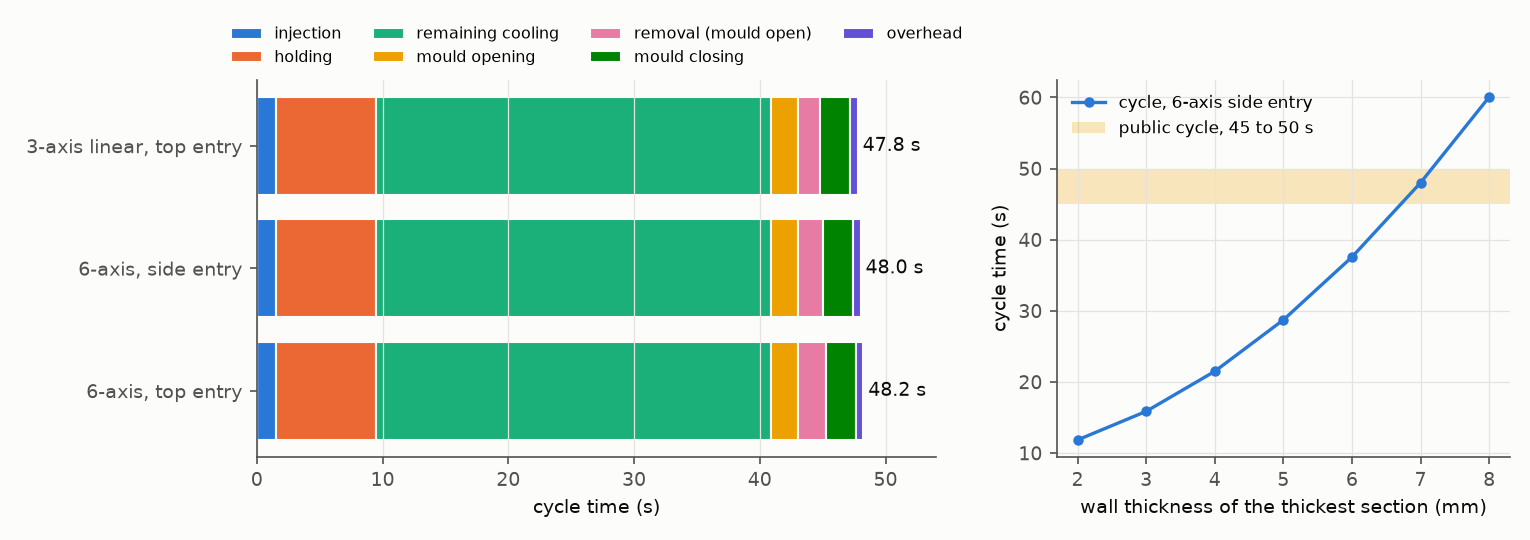 injection
holding
remaining cooling
mould opening
removal (mould open)
mould closing
overhead
3-axis linear, top entry
47.8 s
6-axis, side entry
48.0 s
6-axis, top entry
48.2 s
0 10 20 30 40 50
cycle time (s)
cycle, 6-axis side entry
public cycle, 45 to 50 s
60
50
40
30
20
10
cycle time (s)
2 3 4 5 6 7 8
wall thickness of the thickest section (mm)